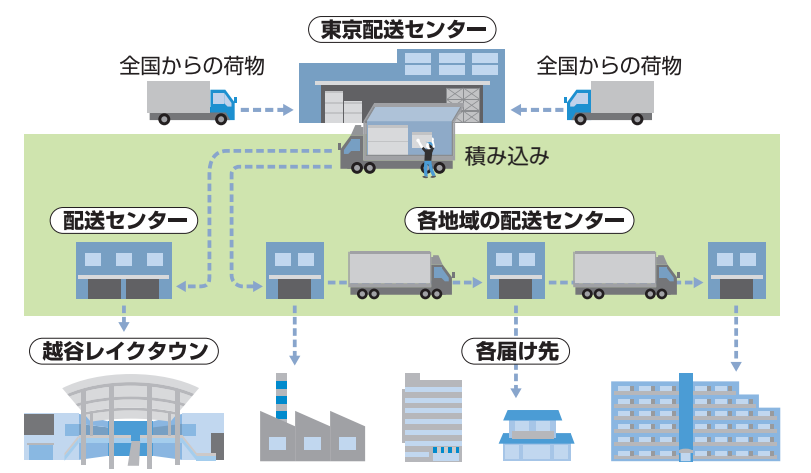 東京配送センター
全国からの荷物
全国からの荷物
積み込み
配送センター
各地域の配送センター
越谷レイクタウン
各届け先